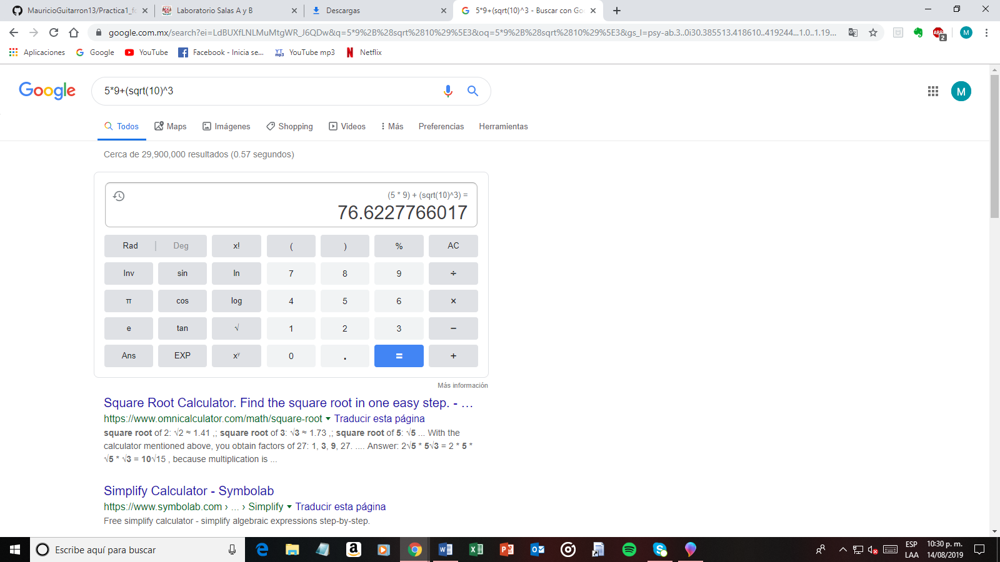 MauricioGuitarron13/Practica1_fo
Laboratorio Salas A y B
Descargas
5*9+(sqrt(10)^3 - Buscar con Go
google.com.mx/search?ei=LdBUXfLNLMuMtgWR_J6QDw&q=5*9%2B%28sqrt%2810%29%5E3&oq=5*9%2B%28sqrt%2810%29%5E3&gs_l=psy-ab.3..0i30.385513.418610..419244...1.0..1.19...
ABP
2
M
Aplicaciones
Google
YouTube
Facebook - Inicia se...
YT
mp3
YouTube mp3
Netflix
Google
5*9+(sqrt(10)^3
M
Todos
Maps
Imágenes
Shopping
Videos
Más
Preferencias
Herramientas
Cerca de 29,900,000 resultados (0.57 segundos)
(5 * 9) + (sqrt(10)^3) =
76.6227766017
Rad | Deg x! ( ) % AC
Inv sin ln 7 8 9 ÷
π cos log 4 5 6 ×
e tan √ 1 2 3 −
Ans EXP xʸ 0 . = +
Más información
Square Root Calculator. Find the square root in one easy step. - ...
https://www.omnicalculator.com/math/square-root Traducir esta página
square root of 2: √2 ≈ 1.41 ,; square root of 3: √3 ≈ 1.73 ,; square root of 5: √5 ... With the
calculator mentioned above, you obtain factors of 27: 1, 3, 9, 27. .... Answer: 2√5 * 5√3 = 2 * 5 *
√5 * √3 = 10√15 , because multiplication is ...
Simplify Calculator - Symbolab
https://www.symbolab.com › ... › Simplify Traducir esta página
Free simplify calculator - simplify algebraic expressions step-by-step.
Escribe aquí para buscar
ESP
LAA
10:30 p. m.
14/08/2019